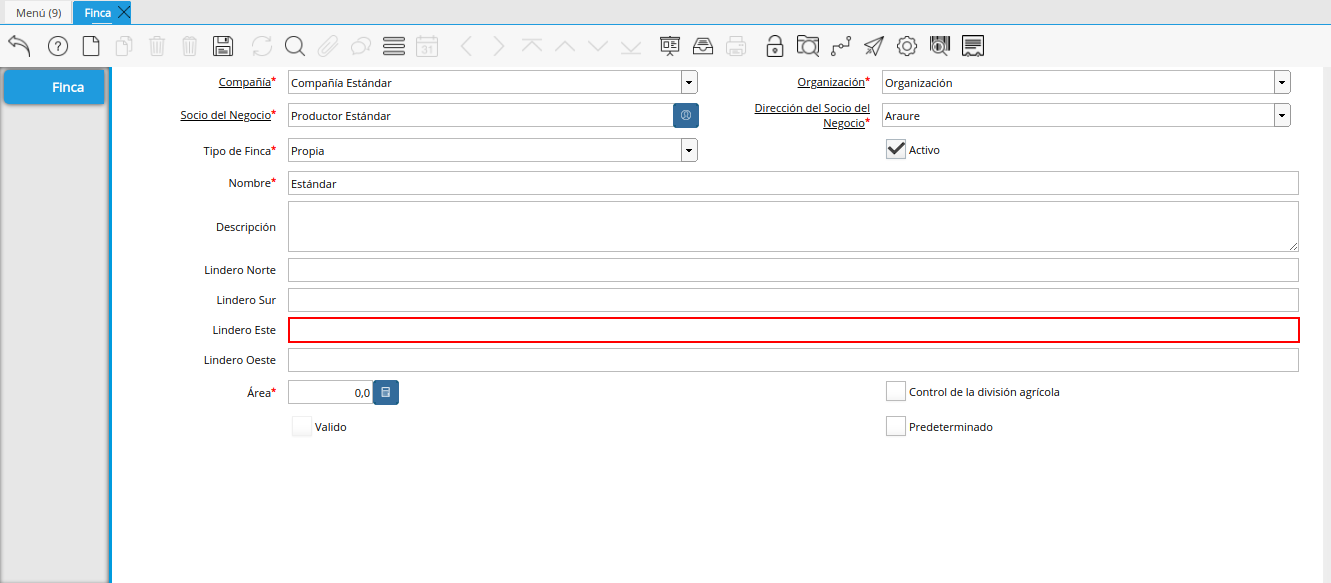 Menú (9) Finca
31
Finca
Compañía* Compañía Estándar Organización* Organización
Socio del Negocio* Productor Estándar Dirección del Socio del
Negocio* Araure
Tipo de Finca* Propia Activo
Nombre* Estándar
Descripción
Lindero Norte
Lindero Sur
Lindero Este
Lindero Oeste
Área* 0,0 Control de la división agrícola
Valido Predeterminado